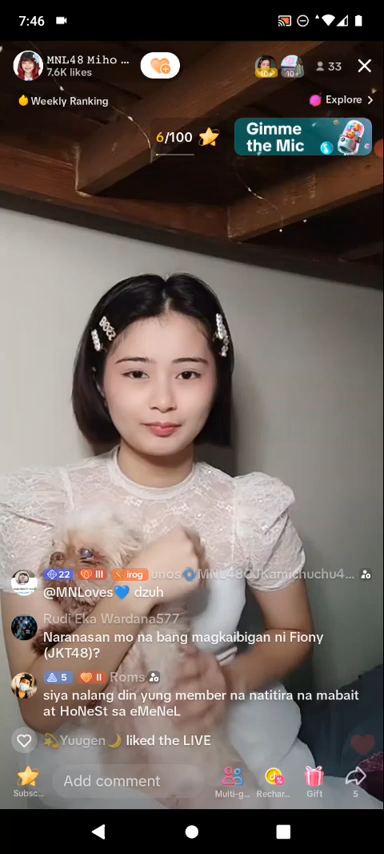 7:46
MNL48 Miho ...
7.6K likes
10
33
Weekly Ranking
Explore >
6/100
Gimme
the Mic
22 III irog
@MNLoves💙 dzuh
Rudi Eka Wardana577
Naranasan mo na bang magkaibigan ni Fiony
(JKT48)?
5 II Roms
siya nalang din yung member na natitira na mabait
at HoNeSt sa eMeNeL
💫Yuugen🌙 liked the LIVE
Add comment
Subsc...
Multi-g...
Rechar...
Gift
5